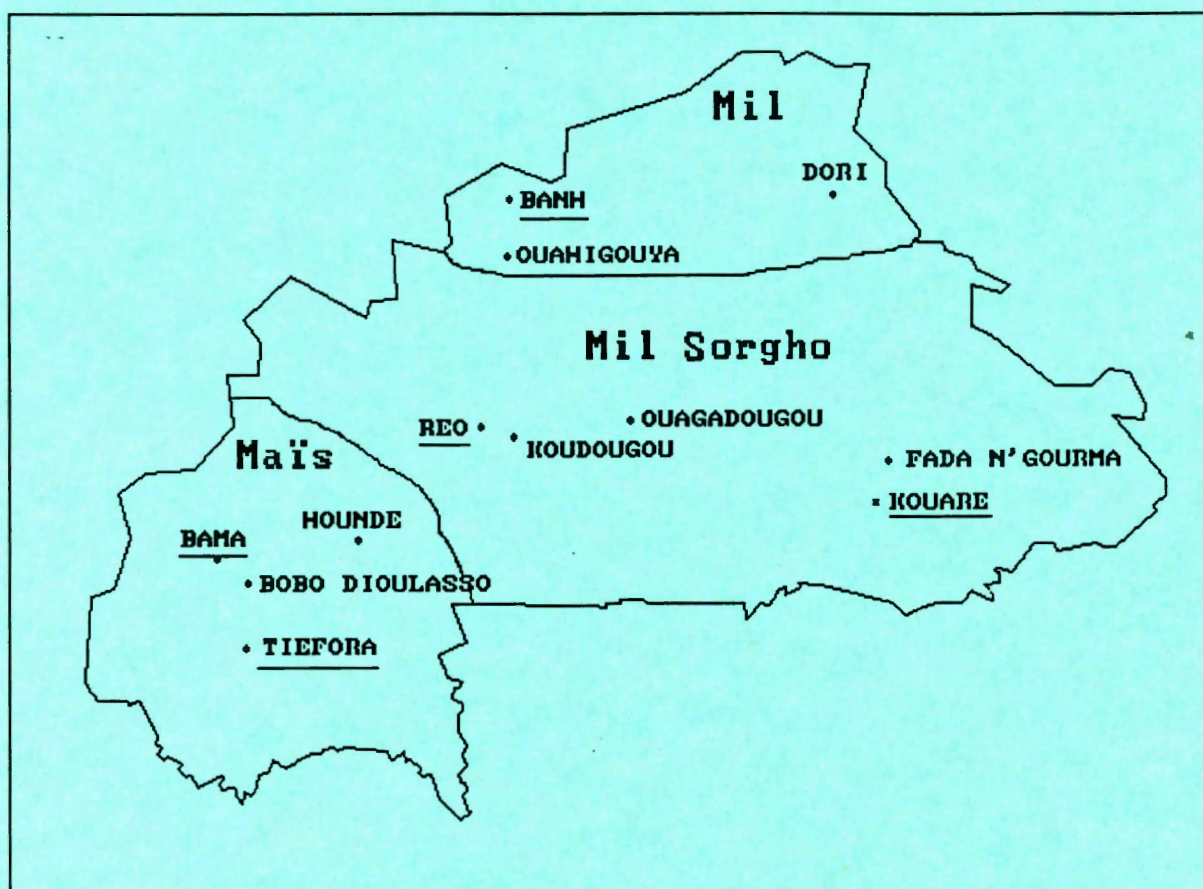 Mil
DORI
BANH
OUAHIGOUYA
Mil Sorgho
OUAGADOUGOU
REO
KOUDOUGOU
Maïs
FADA N'GOURMA
KOUARE
HOUNDE
BAMA
BOBO DIOULASSO
TIEFORA